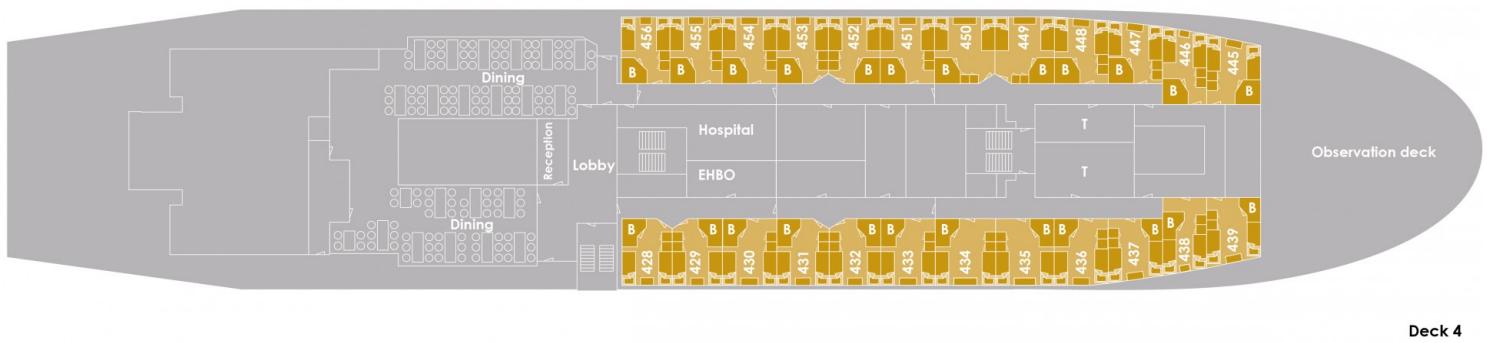 456 455 454 453 452 451 450 449 448 447 446 445
B B B B B B B B B B B B
Dining
Hospital
T
Reception
Lobby
Observation deck
EHBO
T
Dining
B B B B B B B B B B B B
428 429 430 431 432 433 434 435 436 437 438 439
Deck 4